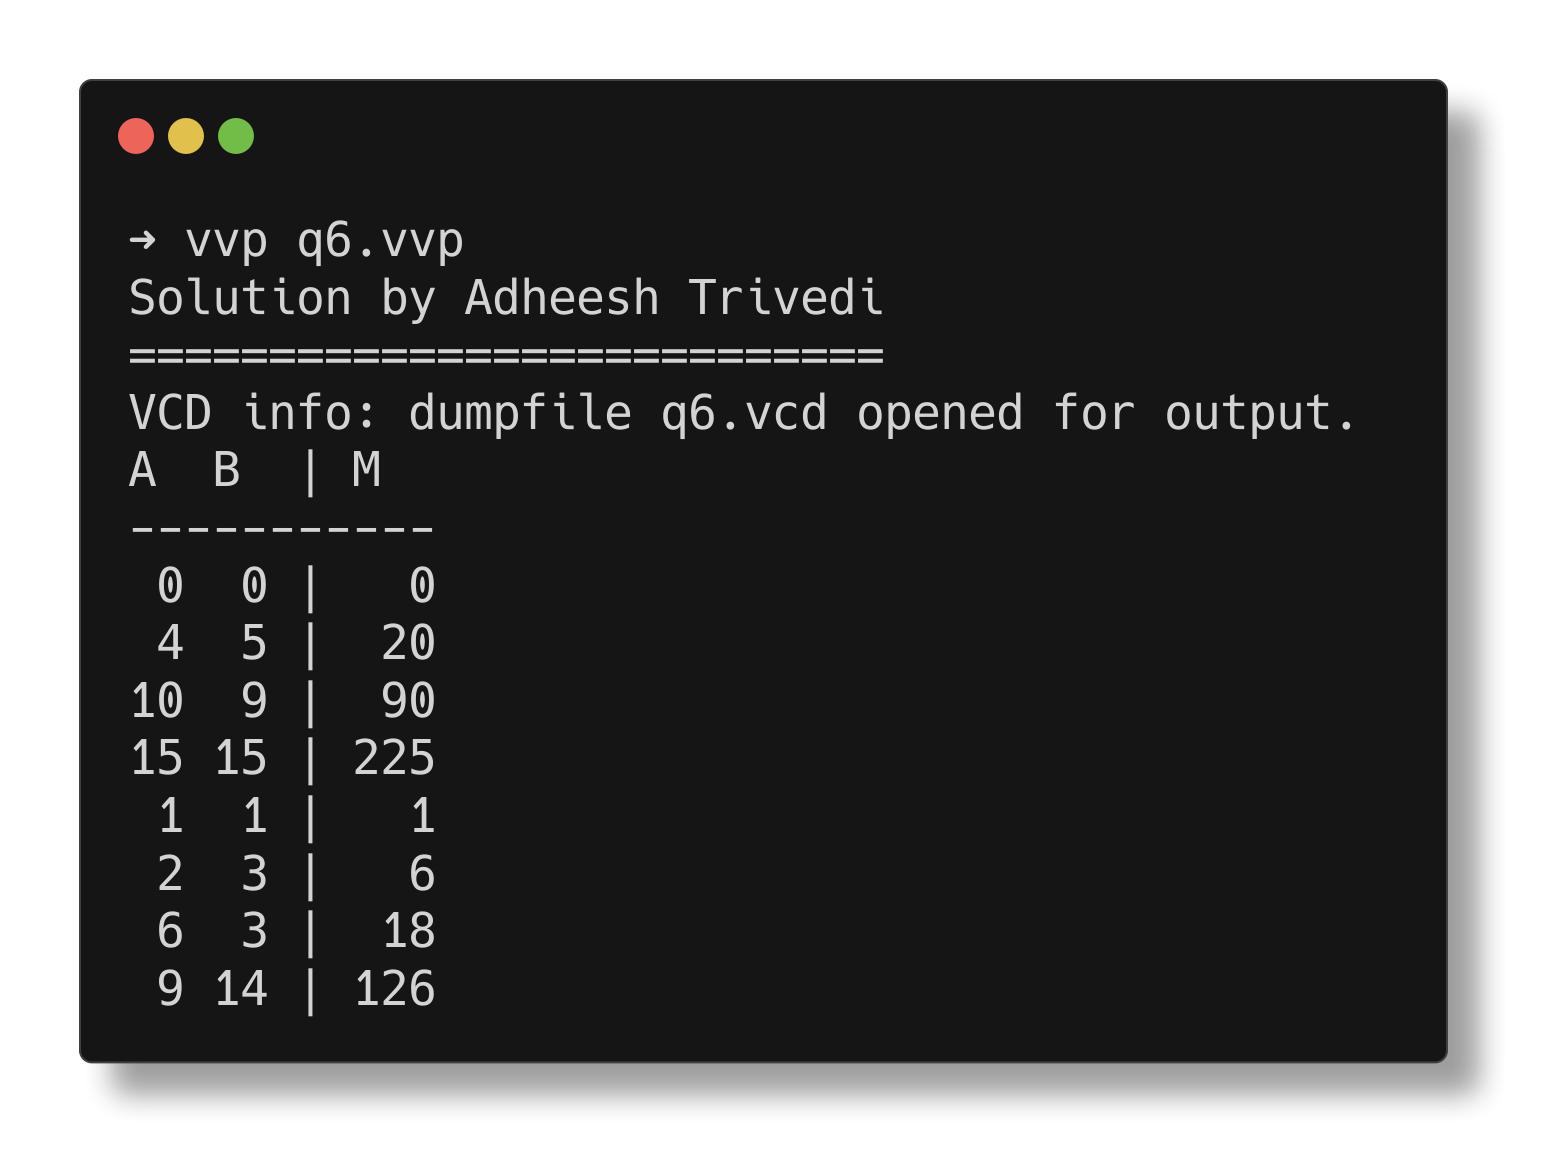 ➜ vvp q6.vvp
Solution by Adheesh Trivedi
===========================
VCD info: dumpfile q6.vcd opened for output.
A  B  | M
-----------
 0  0 |   0
 4  5 |  20
10  9 |  90
15 15 | 225
 1  1 |   1
 2  3 |   6
 6  3 |  18
 9 14 | 126